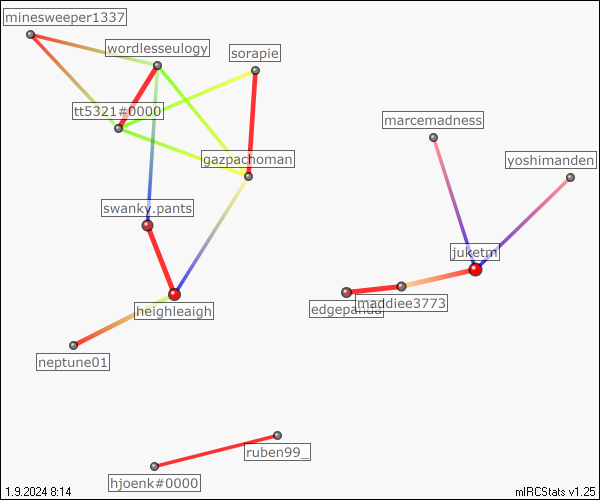 minesweeper1337
wordlesseulogy
sorapie
tt5321#0000
marcemadness
gazpachoman
yoshimanden
swanky.pants
juketm
edgepanda
maddiee3773
heighleaigh
neptune01
ruben99_
hjoenk#0000
1.9.2024 8:14
mIRCStats v1.25